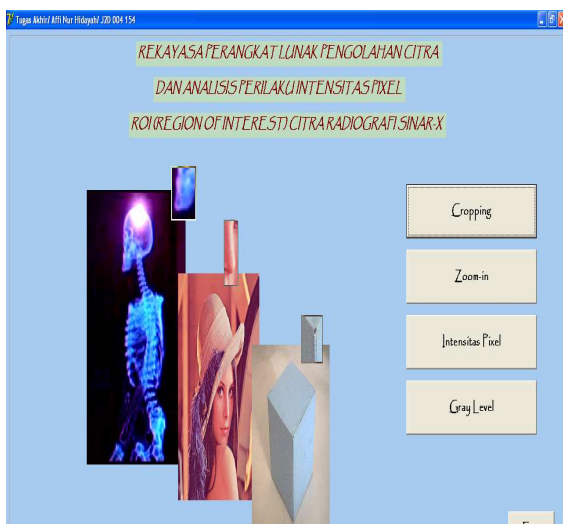 Tugas Akhir/ Affi Nur Hidayah/ J2D 004 154
REKAYASA PERANGKAT LUNAK PENGOLAHAN CITRA
DAN ANALISIS PERILAKU INTENSITAS PIXEL
ROI (REGION OF INTEREST) CITRA RADIOGRAFI SINAR-X
Cropping
Zoom-in
Intensitas Pixel
Gray Level